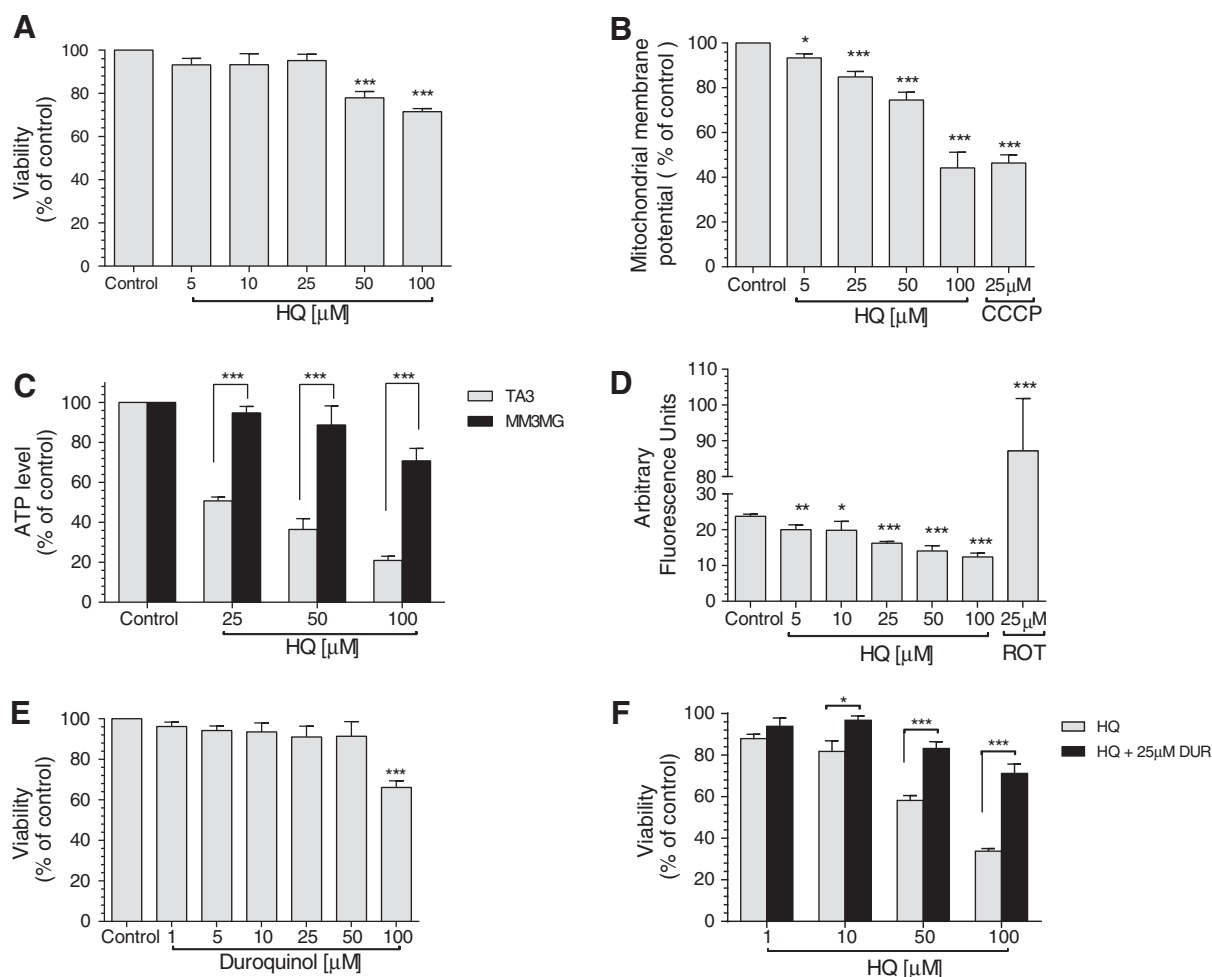 A
Viability
(% of control)
100
80
60
40
20
0
*** ***
Control 5 10 25 50 100
HQ [μM]
B
Mitochondrial membrane
potential ( % of control )
100
80
60
40
20
0
* *** *** *** ***
Control 5 25 50 100 25μM
HQ [μM] CCCP
C
ATP level
(% of control)
100
80
60
40
20
0
*** *** ***
TA3
MM3MG
Control 25 50 100
HQ [μM]
D
Arbitrary
Fluorescence Units
110
100
90
80
30
20
10
0
** * *** *** *** ***
Control 5 10 25 50 100 25μM
HQ [μM] ROT
E
Viability
(% of control)
100
80
60
40
20
0
***
Control 1 5 10 25 50 100
Duroquinol [μM]
F
Viability
(% of control)
100
80
60
40
20
0
* *** ***
HQ
HQ + 25μM DUR
1 10 50 100
HQ [μM]